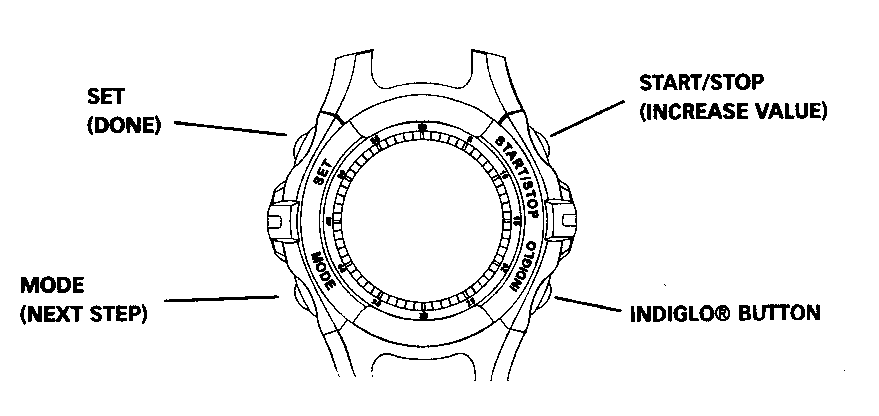 SET
(DONE)
START/STOP
(INCREASE VALUE)
SET
START/STOP
MODE
INDIGLO
MODE
(NEXT STEP)
INDIGLO® BUTTON